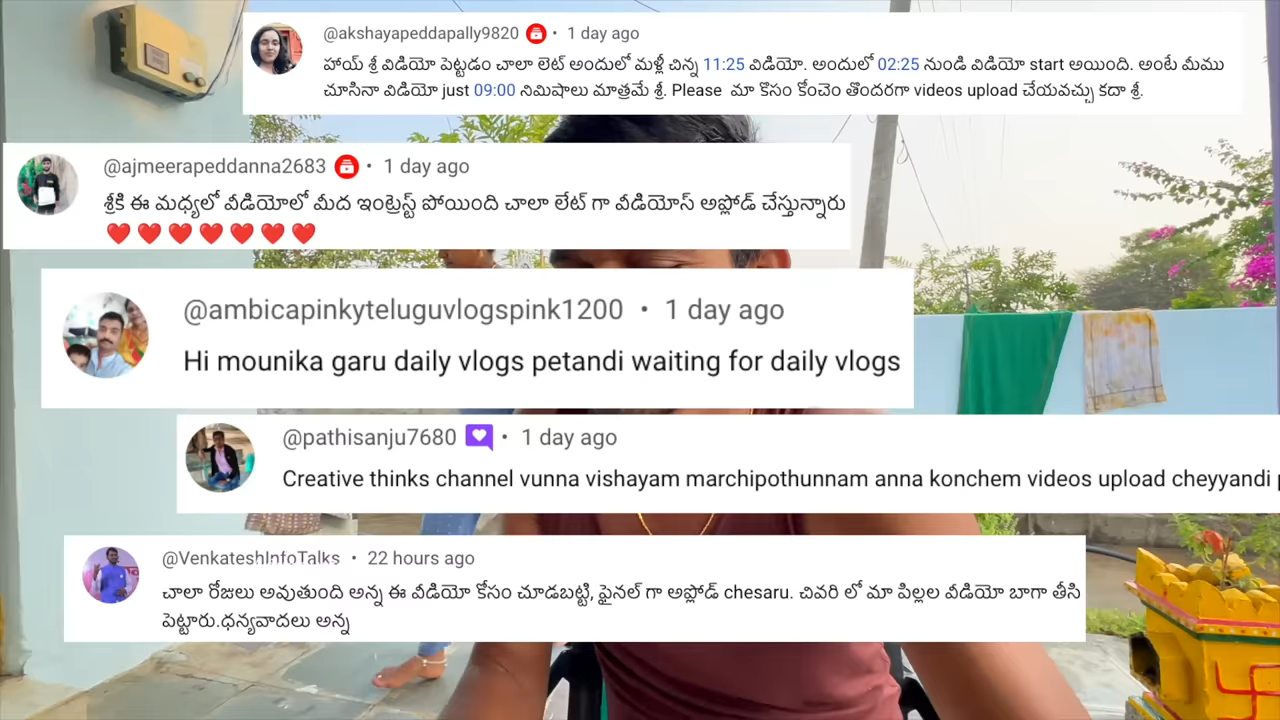 @akshayapeddapally9820 • 1 day ago
హాయ్ శ్రీ విడియో పెట్టడం చాలా లెట్ అందులో మళ్లీ చిన్న 11:25 విడియో. అందులో 02:25 నుండి విడియో start అయింది. అంటే మీము
చూసినా విడియో just 09:00 నిమిషాలు మాత్రమే శ్రీ. Please మా కొసం కోంచెం తొందరగా videos upload చేయవచ్చు కదా శ్రీ.
@ajmeerapeddanna2683 • 1 day ago
శ్రీకి ఈ మధ్యలో వీడియోలో మీద ఇంట్రెస్ట్ పోయింది చాలా లేట్ గా వీడియోస్ అప్లోడ్ చేస్తున్నారు
❤️❤️❤️❤️❤️❤️❤️
@ambicapinkyteluguvlogspink1200 • 1 day ago
Hi mounika garu daily vlogs petandi waiting for daily vlogs
@pathisanju7680 • 1 day ago
Creative thinks channel vunna vishayam marchipothunnam anna konchem videos upload cheyyandi
@VenkateshInfoTalks • 22 hours ago
చాలా రోజులు అవుతుంది అన్న ఈ వీడియో కోసం చూడబట్టి, ఫైనల్ గా అప్లోడ్ chesaru. చివరి లో మా పిల్లల వీడియో బాగా తీసి
పెట్టారు.ధన్యవాదలు అన్న